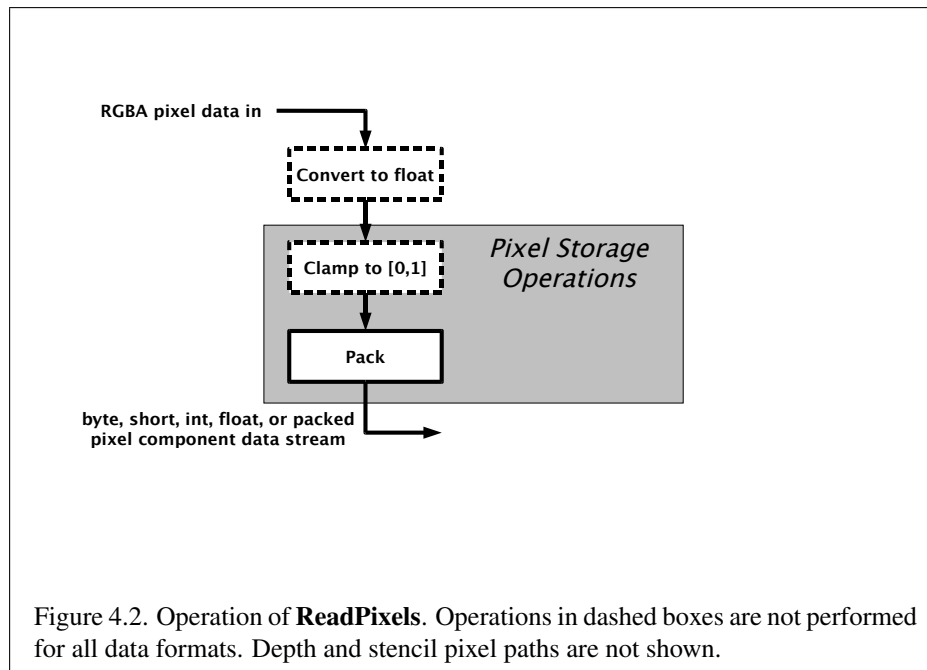 RGBA pixel data in
Convert to float
Pixel Storage
Operations
Clamp to [0,1]
Pack
byte, short, int, float, or packed
pixel component data stream
Figure 4.2. Operation of ReadPixels. Operations in dashed boxes are not performed
for all data formats. Depth and stencil pixel paths are not shown.